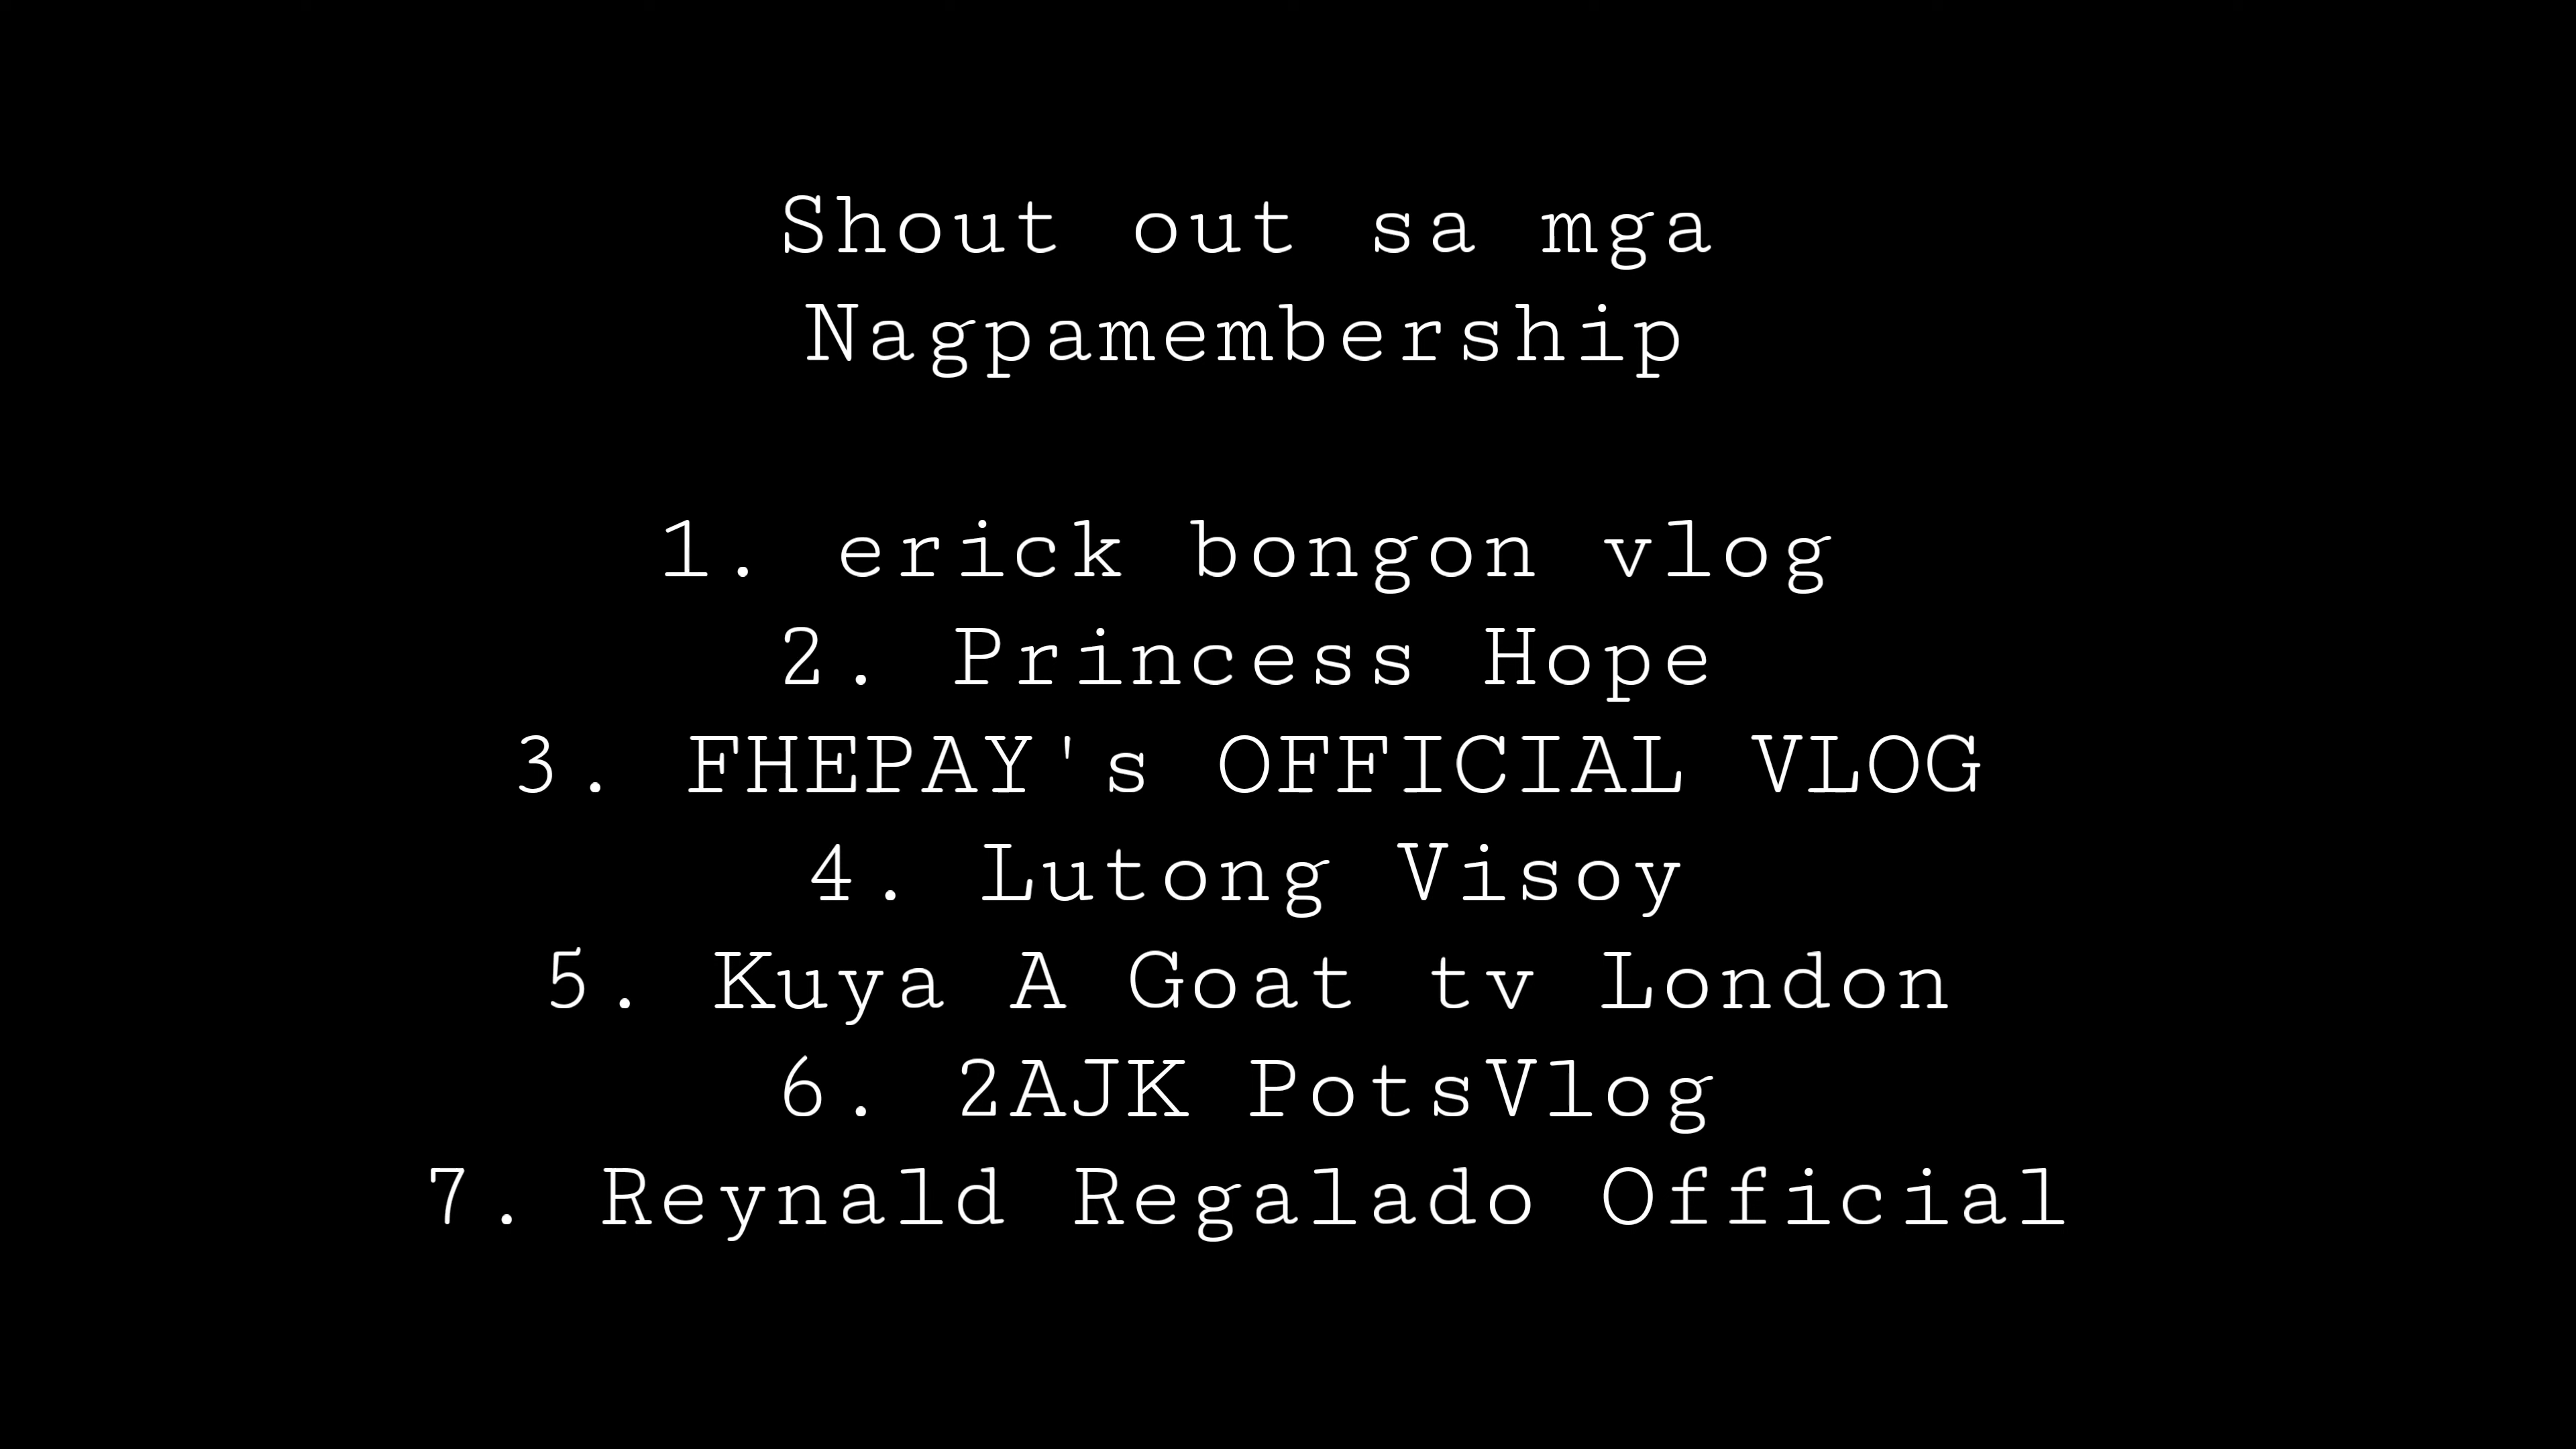 Shout out sa mga
Nagpamembership
1. erick bongon vlog
2. Princess Hope
3. FHEPAY's OFFICIAL VLOG
4. Lutong Visoy
5. Kuya A Goat tv London
6. 2AJK PotsVlog
7. Reynald Regalado Official